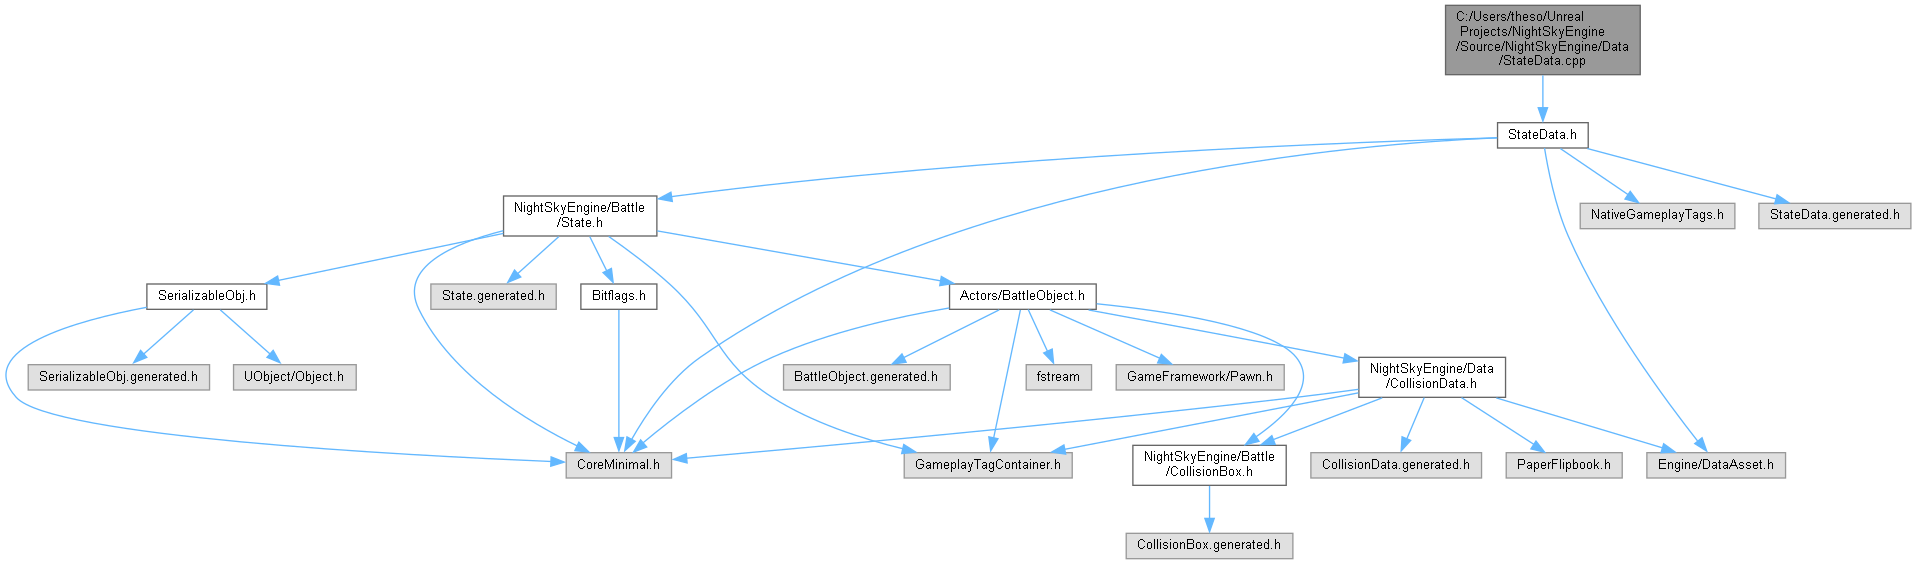 C:/Users/theso/Unreal
Projects/NightSkyEngine
/Source/NightSkyEngine/Data
/StateData.cpp
StateData.h
NightSkyEngine/Battle
/State.h
NativeGameplayTags.h
StateData.generated.h
SerializableObj.h
State.generated.h
Bitflags.h
Actors/BattleObject.h
SerializableObj.generated.h
UObject/Object.h
BattleObject.generated.h
fstream
GameFramework/Pawn.h
NightSkyEngine/Data
/CollisionData.h
CoreMinimal.h
GameplayTagContainer.h
NightSkyEngine/Battle
/CollisionBox.h
CollisionData.generated.h
PaperFlipbook.h
Engine/DataAsset.h
CollisionBox.generated.h